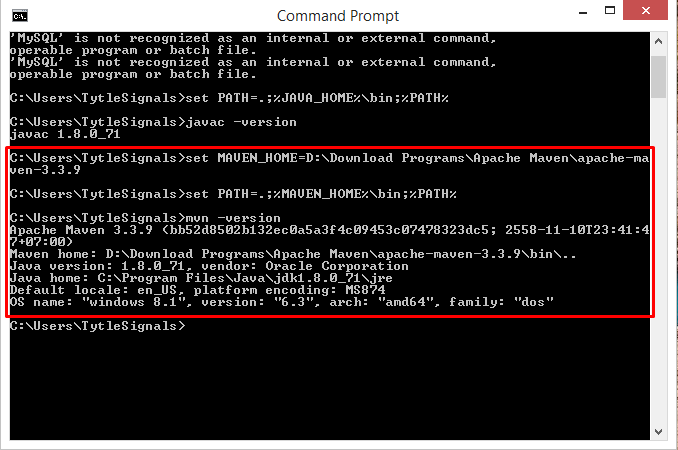 Command Prompt
'MySQL' is not recognized as an internal or external command,
operable program or batch file.
'MySQL' is not recognized as an internal or external command,
operable program or batch file.
C:\Users\TytleSignals>set PATH=.;%JAVA_HOME%\bin;%PATH%
C:\Users\TytleSignals>javac -version
javac 1.8.0_71
C:\Users\TytleSignals>set MAVEN_HOME=D:\Download Programs\Apache Maven\apache-ma
ven-3.3.9
C:\Users\TytleSignals>set PATH=.;%MAVEN_HOME%\bin;%PATH%
C:\Users\TytleSignals>mvn -version
Apache Maven 3.3.9 (bb52d8502b132ec0a5a3f4c09453c07478323dc5; 2558-11-10T23:41:4
7+07:00)
Maven home: D:\Download Programs\Apache Maven\apache-maven-3.3.9\bin\..
Java version: 1.8.0_71, vendor: Oracle Corporation
Java home: C:\Program Files\Java\jdk1.8.0_71\jre
Default locale: en_US, platform encoding: MS874
OS name: "windows 8.1", version: "6.3", arch: "amd64", family: "dos"
C:\Users\TytleSignals>